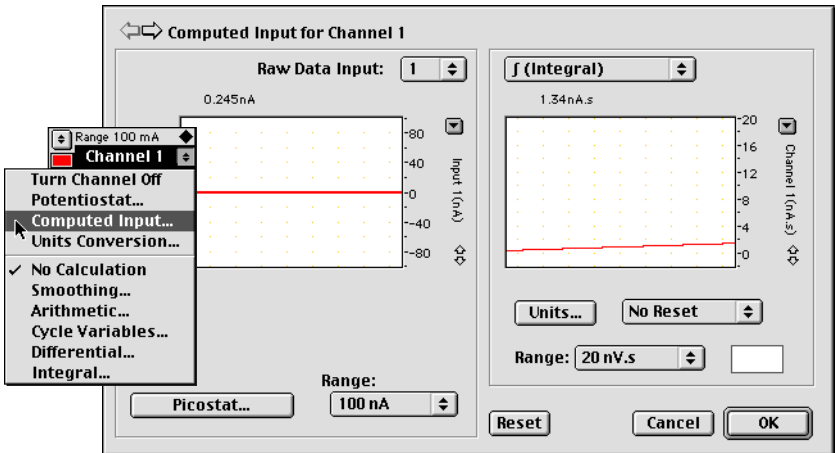 Computed Input for Channel 1
Raw Data Input: 1
0.245nA
80
40
0
-40
-80
Input 1 (nA)
Range 100 mA
Channel 1
Turn Channel Off
Potentiostat...
Computed Input...
Units Conversion...
✓ No Calculation
Smoothing...
Arithmetic...
Cycle Variables...
Differential...
Integral...
Range:
Picostat...
100 nA
∫ (Integral)
1.34nA.s
20
16
12
8
4
0
Channel 1 (nA.s)
Units...
No Reset
Range: 20 nV.s
Reset
Cancel
OK